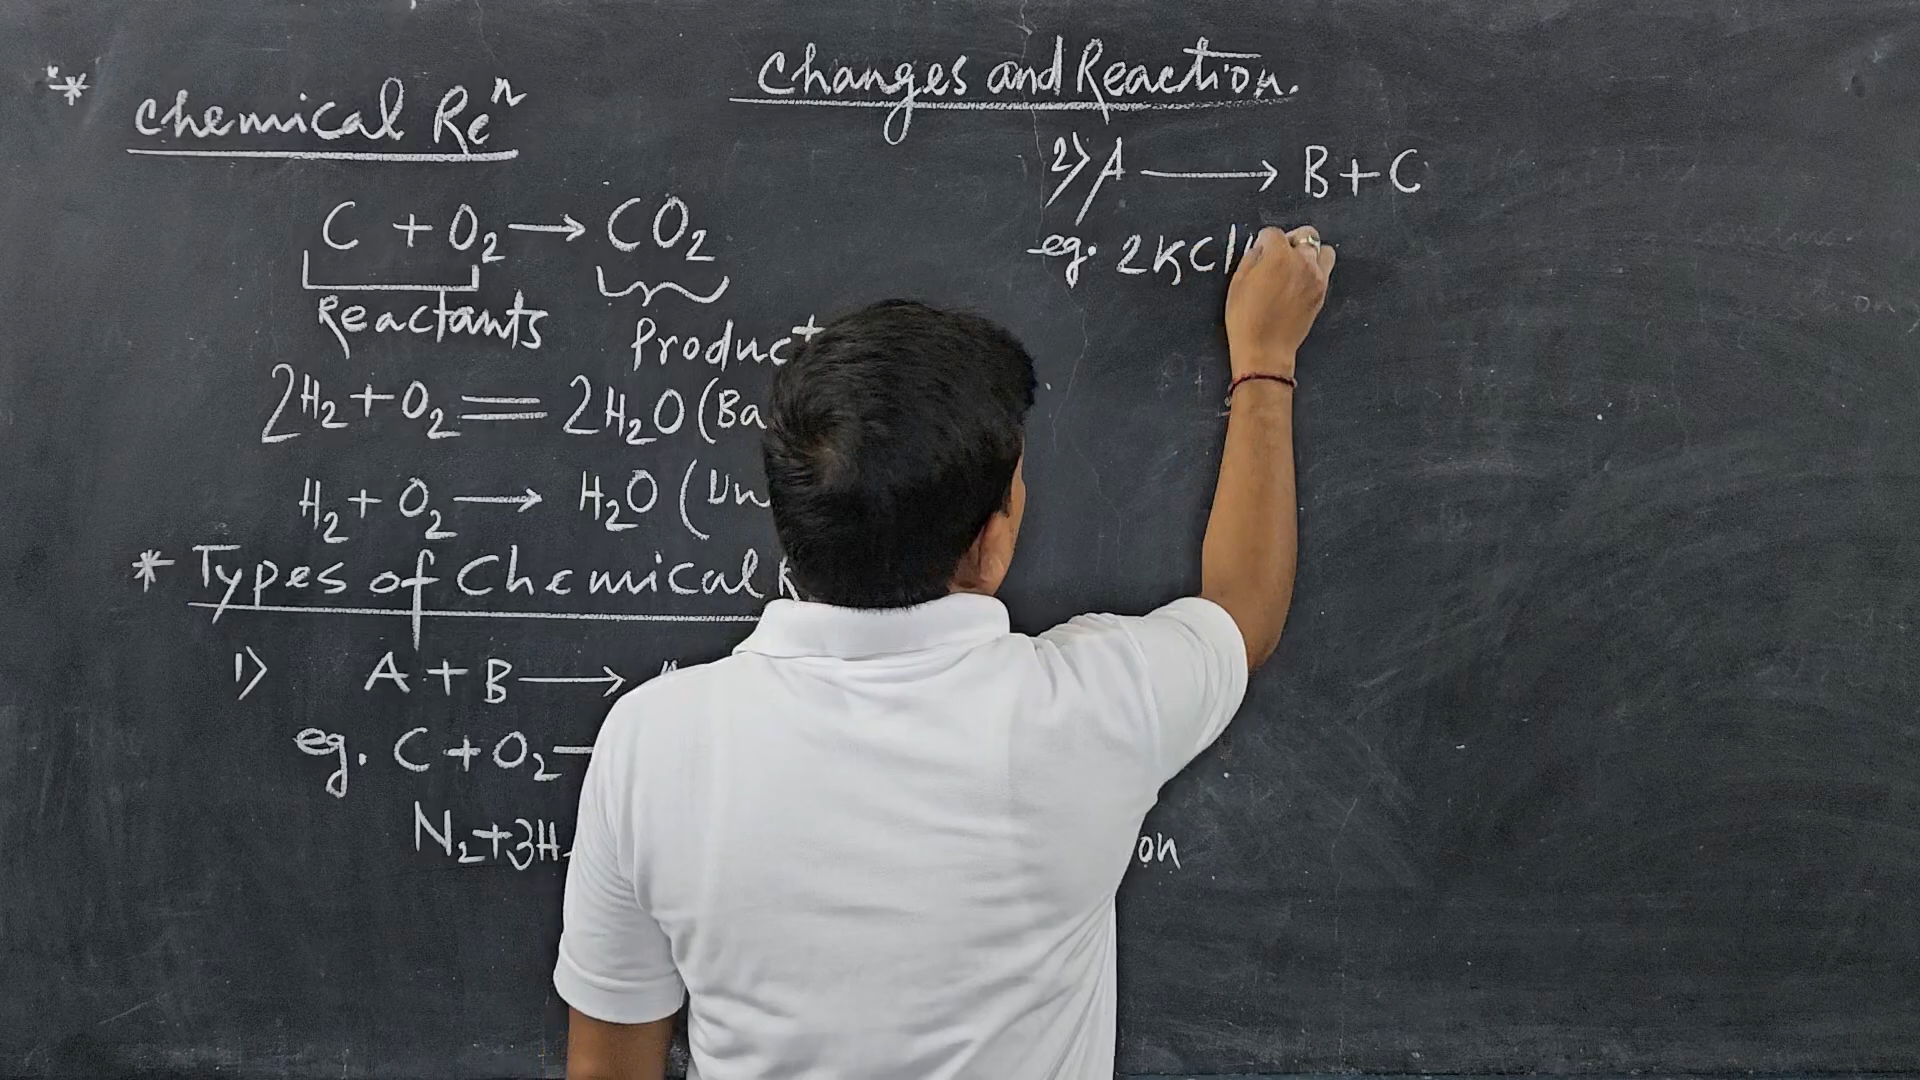 Changes and Reaction.
* Chemical Reⁿ
C + O₂ → CO₂
Reactants
Product
2H₂ + O₂ == 2H₂O (Ba
H₂ + O₂ → H₂O (Un
* Types of Chemical R
1) A + B →
eg. C + O₂ —
N₂ + 3H
on
2) A → B + C
eg. 2KCl